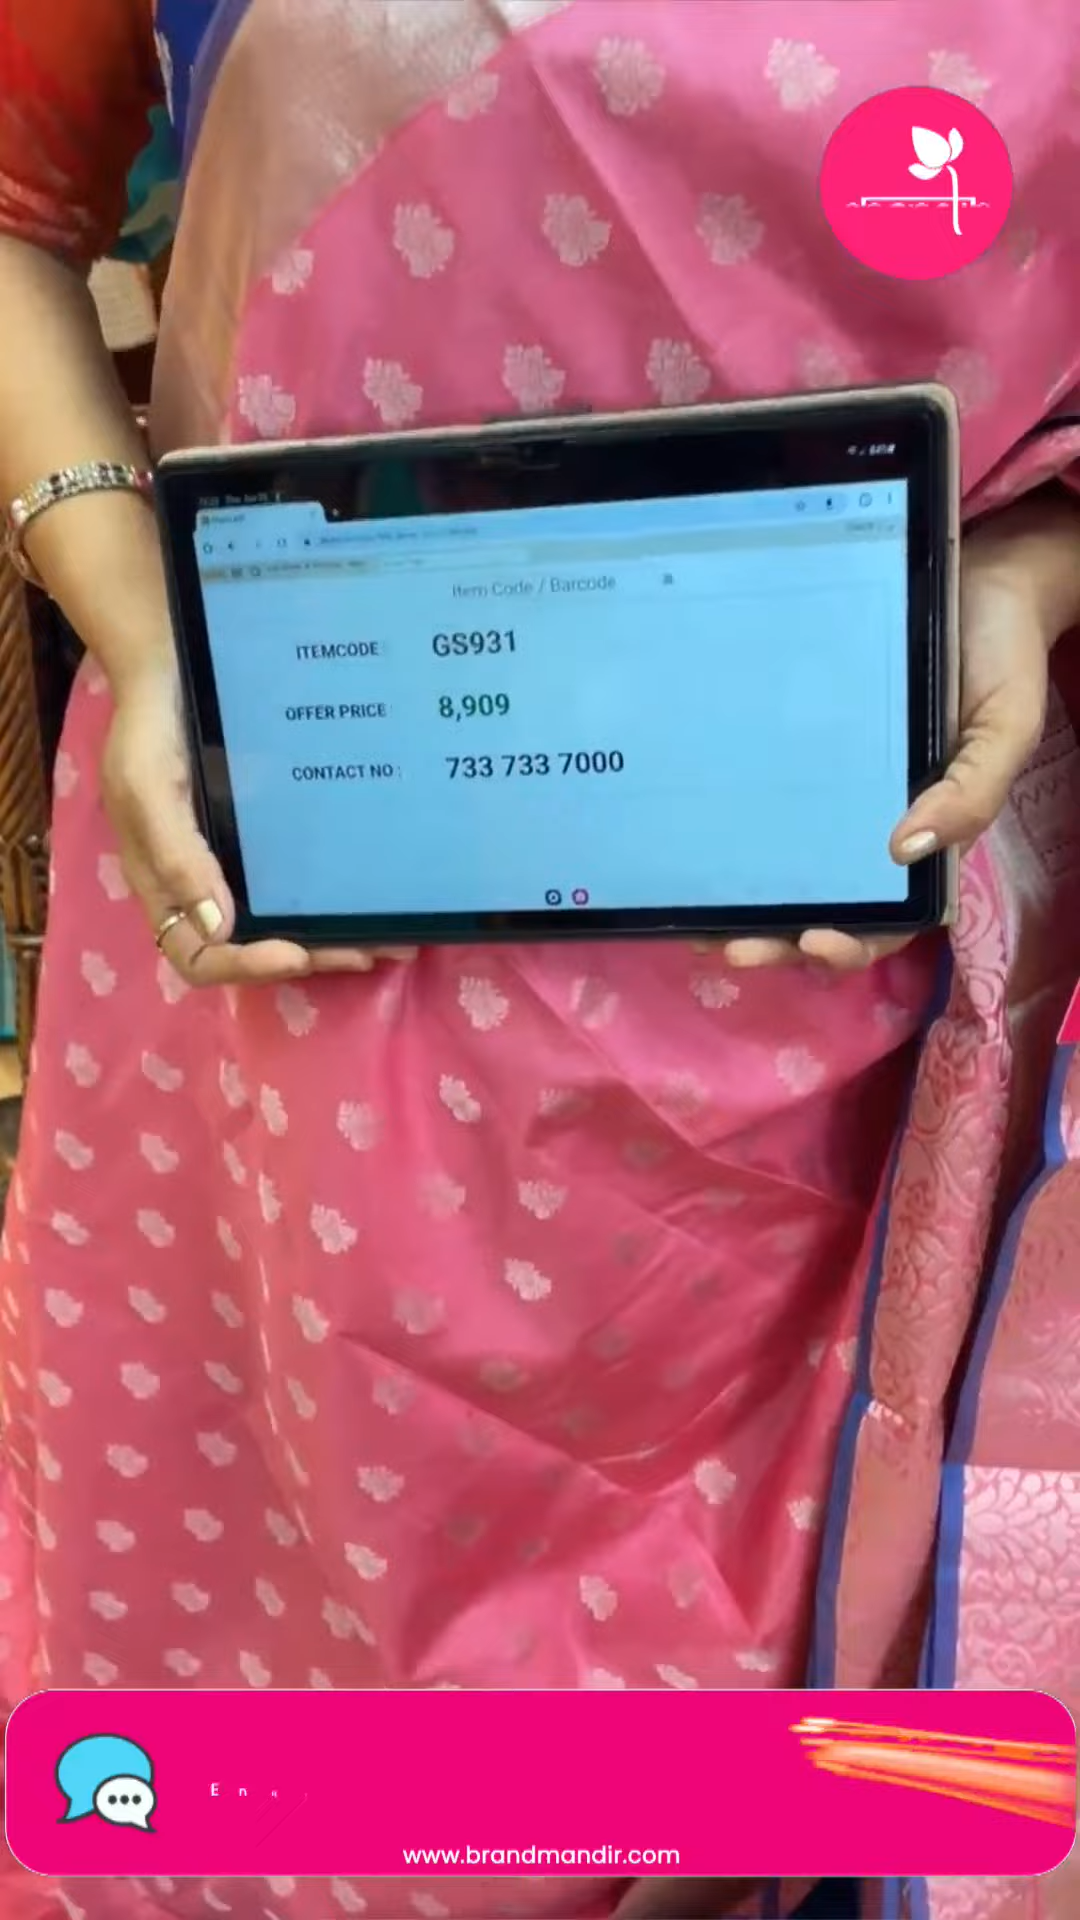 Item Code / Barcode
ITEMCODE GS931
OFFER PRICE 8,909
CONTACT NO : 733 733 7000
E n q
www.brandmandir.com